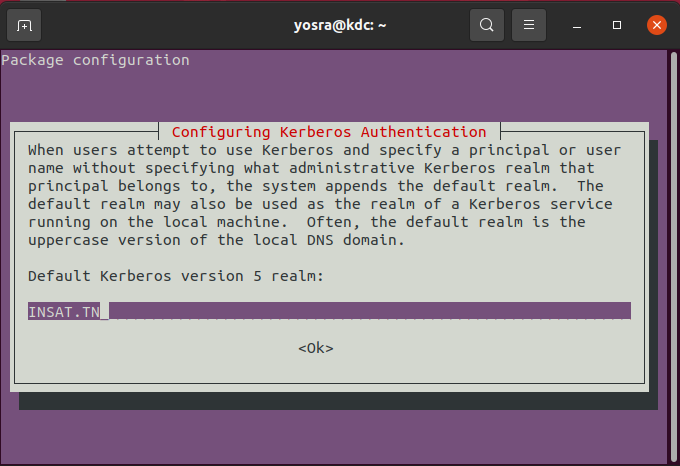 yosra@kdc: ~
Package configuration
Configuring Kerberos Authentication
When users attempt to use Kerberos and specify a principal or user
name without specifying what administrative Kerberos realm that
principal belongs to, the system appends the default realm.  The
default realm may also be used as the realm of a Kerberos service
running on the local machine.  Often, the default realm is the
uppercase version of the local DNS domain.
Default Kerberos version 5 realm:
INSAT.TN
<Ok>